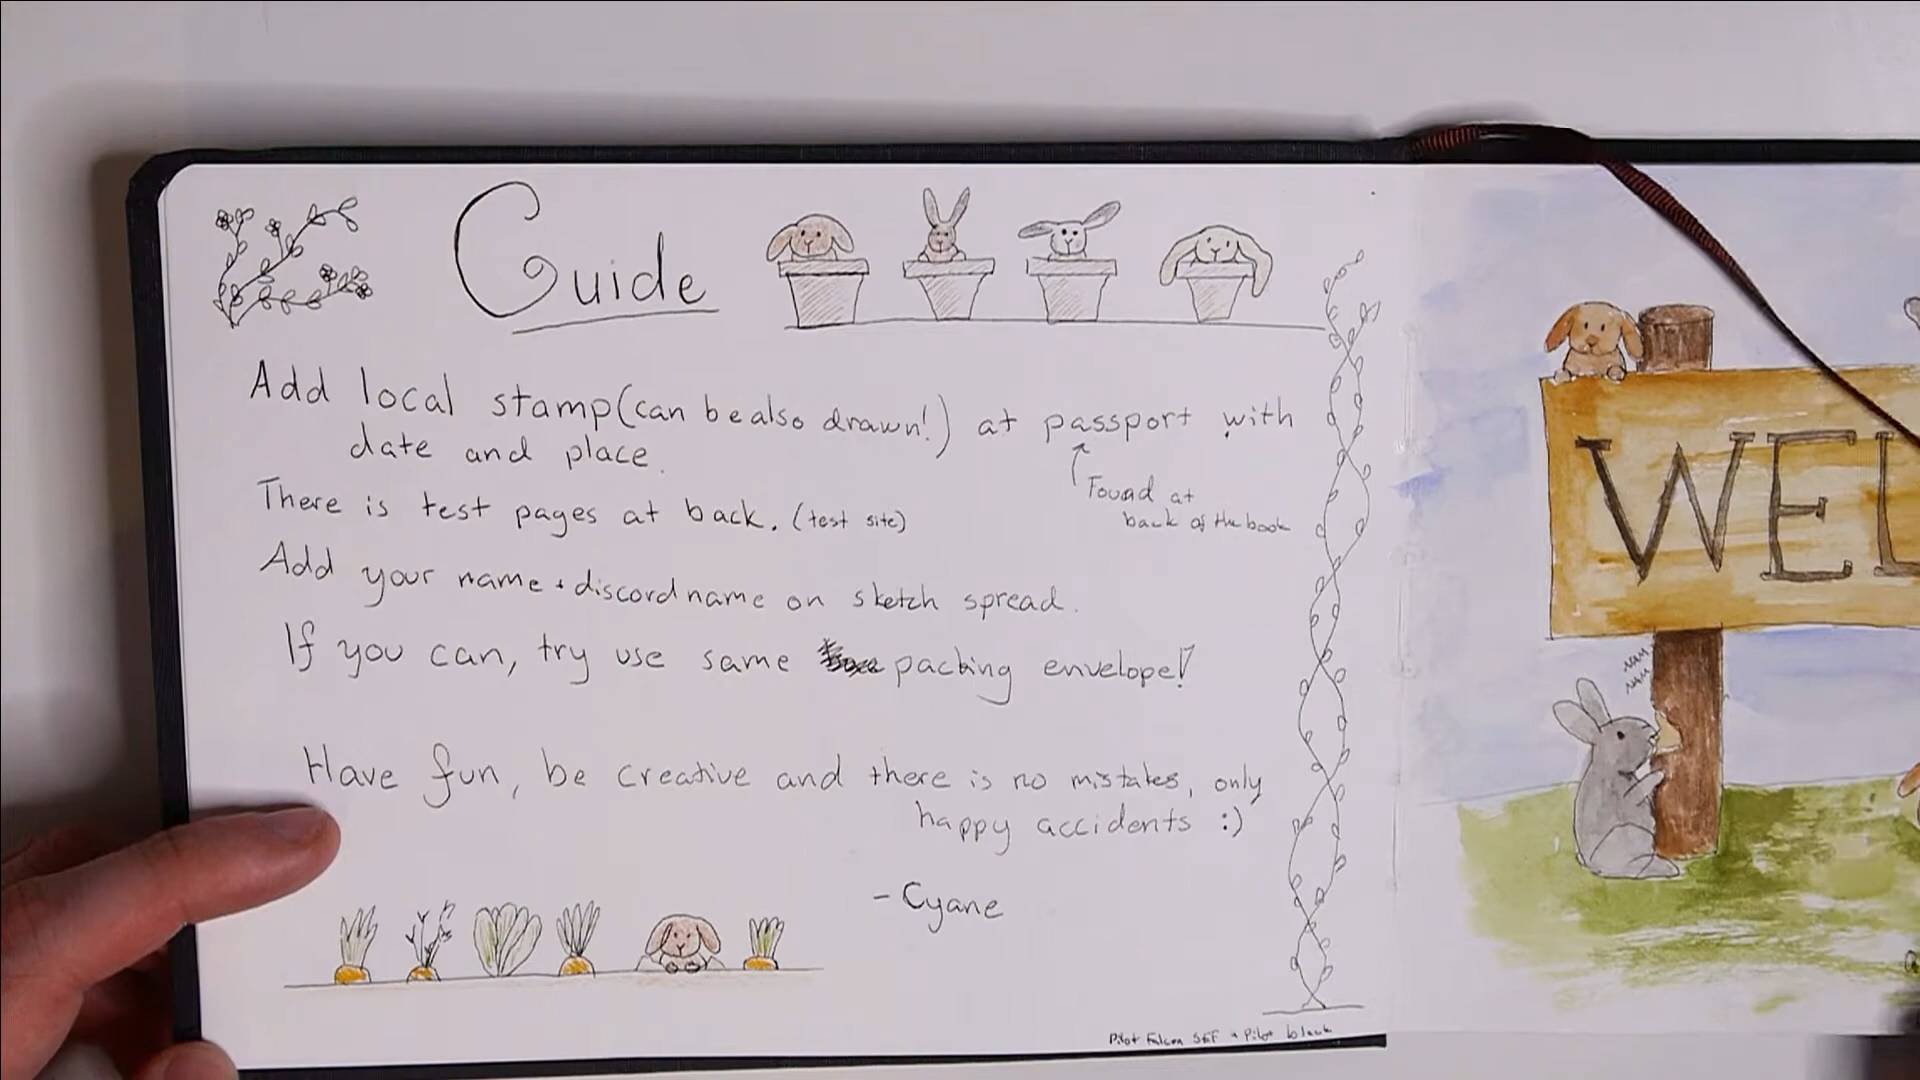 Guide
Add local stamp (can be also drawn!) at passport with
date and place.
Found at
back of the book
There is test pages at back. (test site)
Add your name + discordname on sketch spread.
If you can, try use same packing envelope!
Have fun, be creative and there is no mistakes, only
happy accidents :)
- Cyane
Pilot Falcon SEF + Pilot black
WEL
NAM
NAM